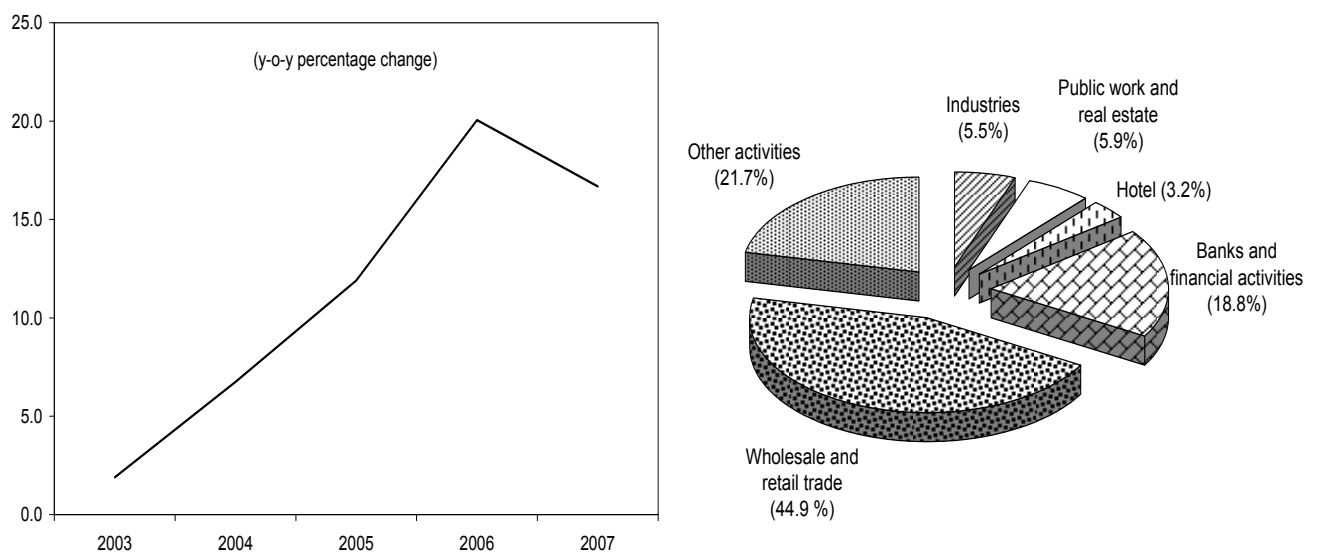 25.0
20.0
15.0
10.0
5.0
0.0
(y-o-y percentage change)
2003 2004 2005 2006 2007
Industries
(5.5%)
Public work and
real estate
(5.9%)
Hotel (3.2%)
Banks and
financial activities
(18.8%)
Wholesale and
retail trade
(44.9 %)
Other activities
(21.7%)